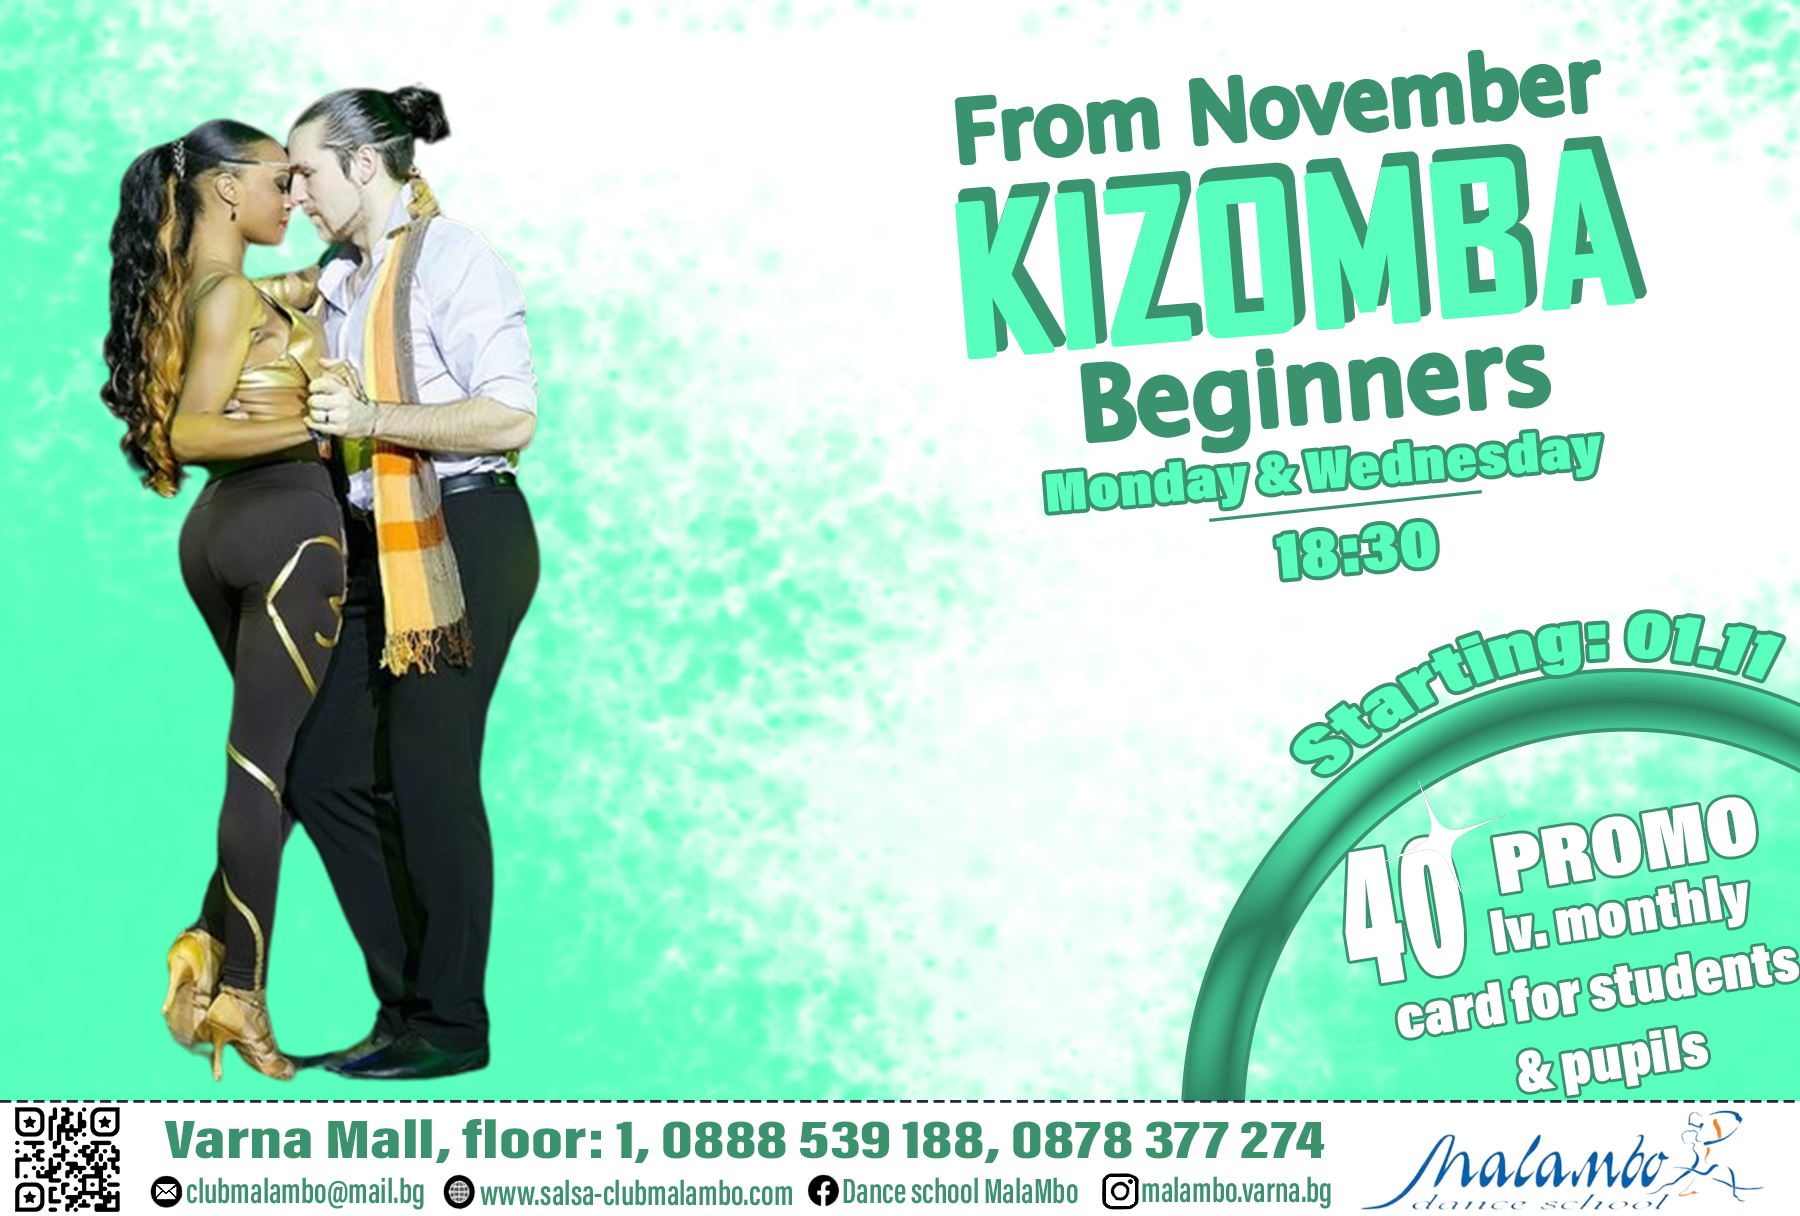 From November
KIZOMBA
Beginners
Monday & Wednesday
18:30
Starting: 01.11
40 PROMO
lv. monthly
card for students
& pupils
Varna Mall, floor: 1, 0888 539 188, 0878 377 274
clubmalambo@mail.bg www.salsa-clubmalambo.com Dance school MalaMbo malambo.varna.bg
Malambo
dance school